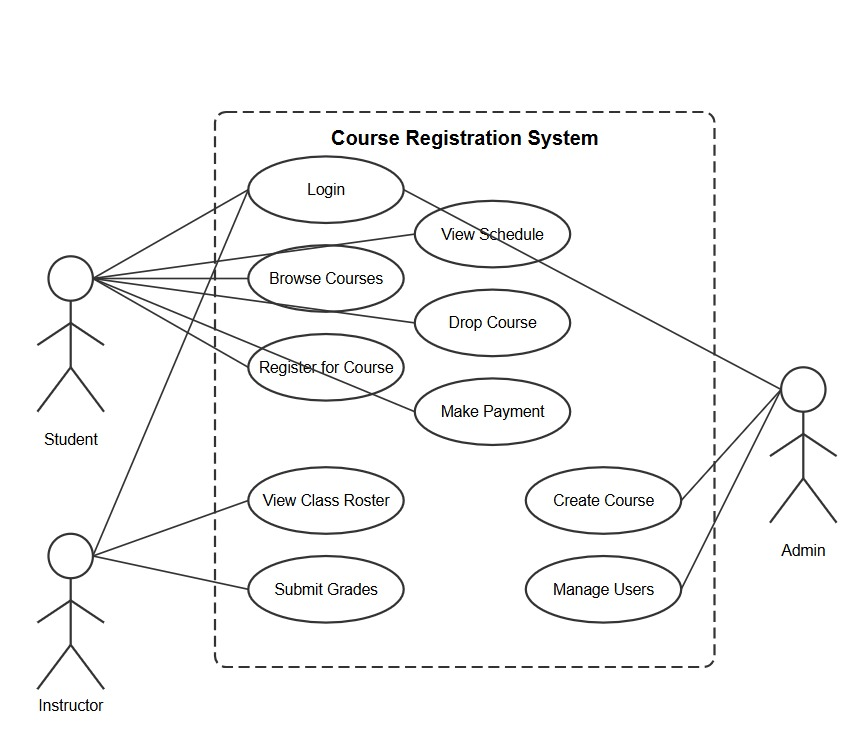 Course Registration System
Login
View Schedule
Browse Courses
Drop Course
Register for Course
Make Payment
Student
View Class Roster
Create Course
Admin
Submit Grades
Manage Users
Instructor